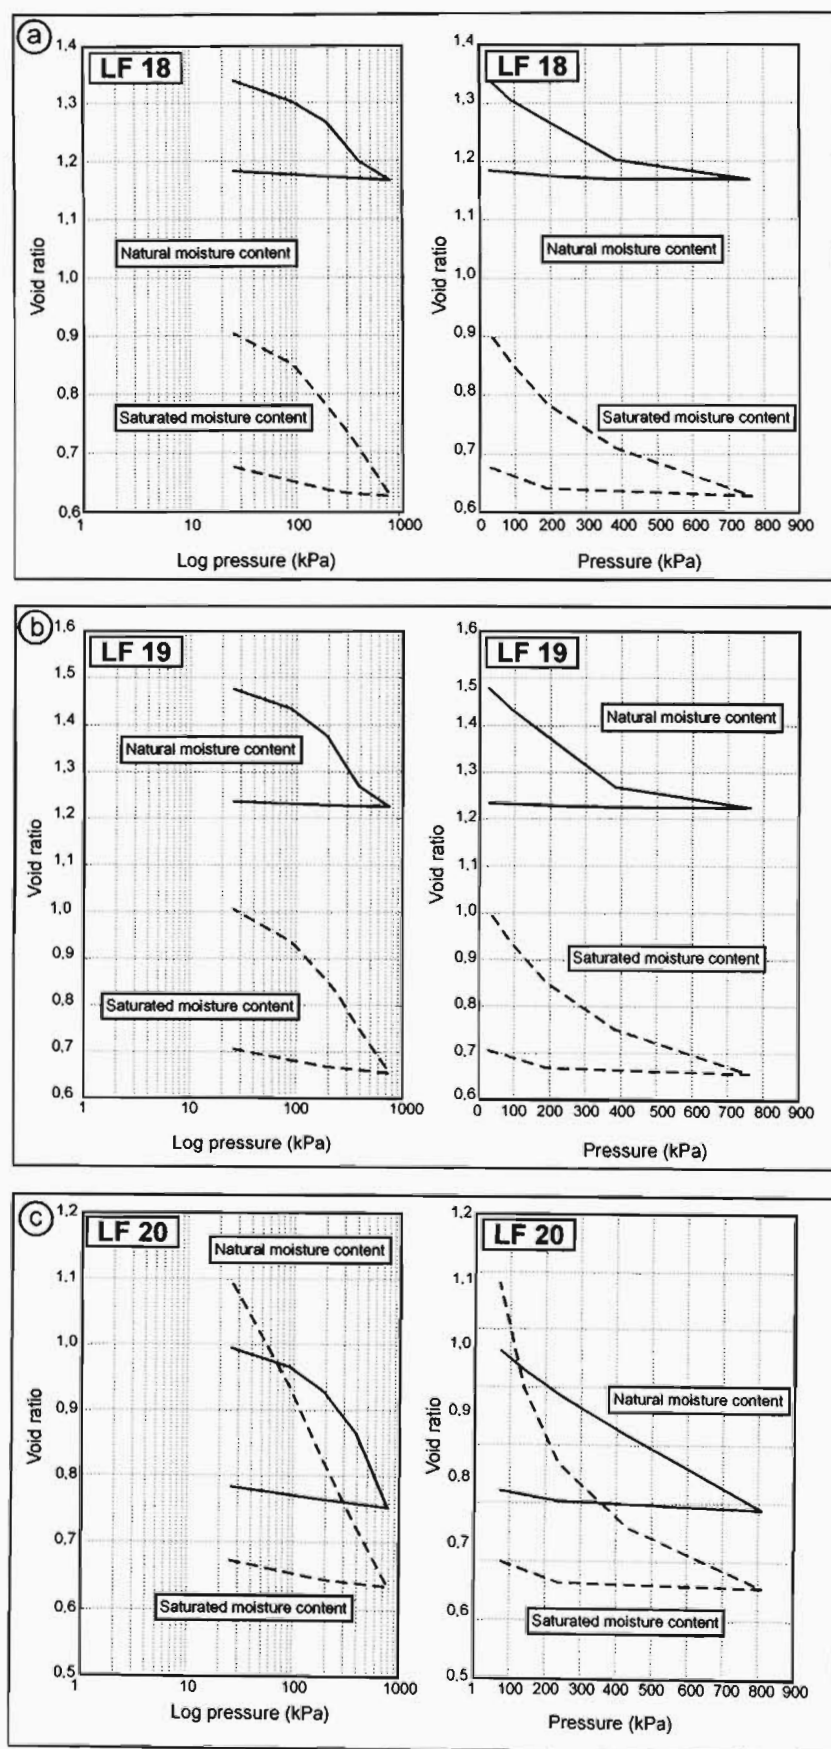 a
LF 18
1,4
1,3
1,2
1,1
1,0
0,9
0,8
0,7
0,6
Void ratio
Natural moisture content
Saturated moisture content
1 10 100 1000
Log pressure (kPa)
LF 18
1,4
1,3
1,2
1,1
1,0
0,9
0,8
0,7
0,6
Void ratio
Natural moisture content
Saturated moisture content
0 100 200 300 400 500 600 700 800 900
Pressure (kPa)
b
LF 19
1,6
1,5
1,4
1,3
1,2
1,1
1,0
0,9
0,8
0,7
0,6
Void ratio
Natural moisture content
Saturated moisture content
1 10 100 1000
Log pressure (kPa)
LF 19
1,6
1,5
1,4
1,3
1,2
1,1
1,0
0,9
0,8
0,7
0,6
Void ratio
Natural moisture content
Saturated moisture content
0 100 200 300 400 500 600 700 800 900
Pressure (kPa)
c
LF 20
1,2
1,1
1,0
0,9
0,8
0,7
0,6
0,5
Void ratio
Natural moisture content
Saturated moisture content
1 10 100 1000
Log pressure (kPa)
LF 20
1,2
1,1
1,0
0,9
0,8
0,7
0,6
0,5
Void ratio
Natural moisture content
Saturated moisture content
1 100 200 300 400 500 600 700 800 900
Pressure (kPa)